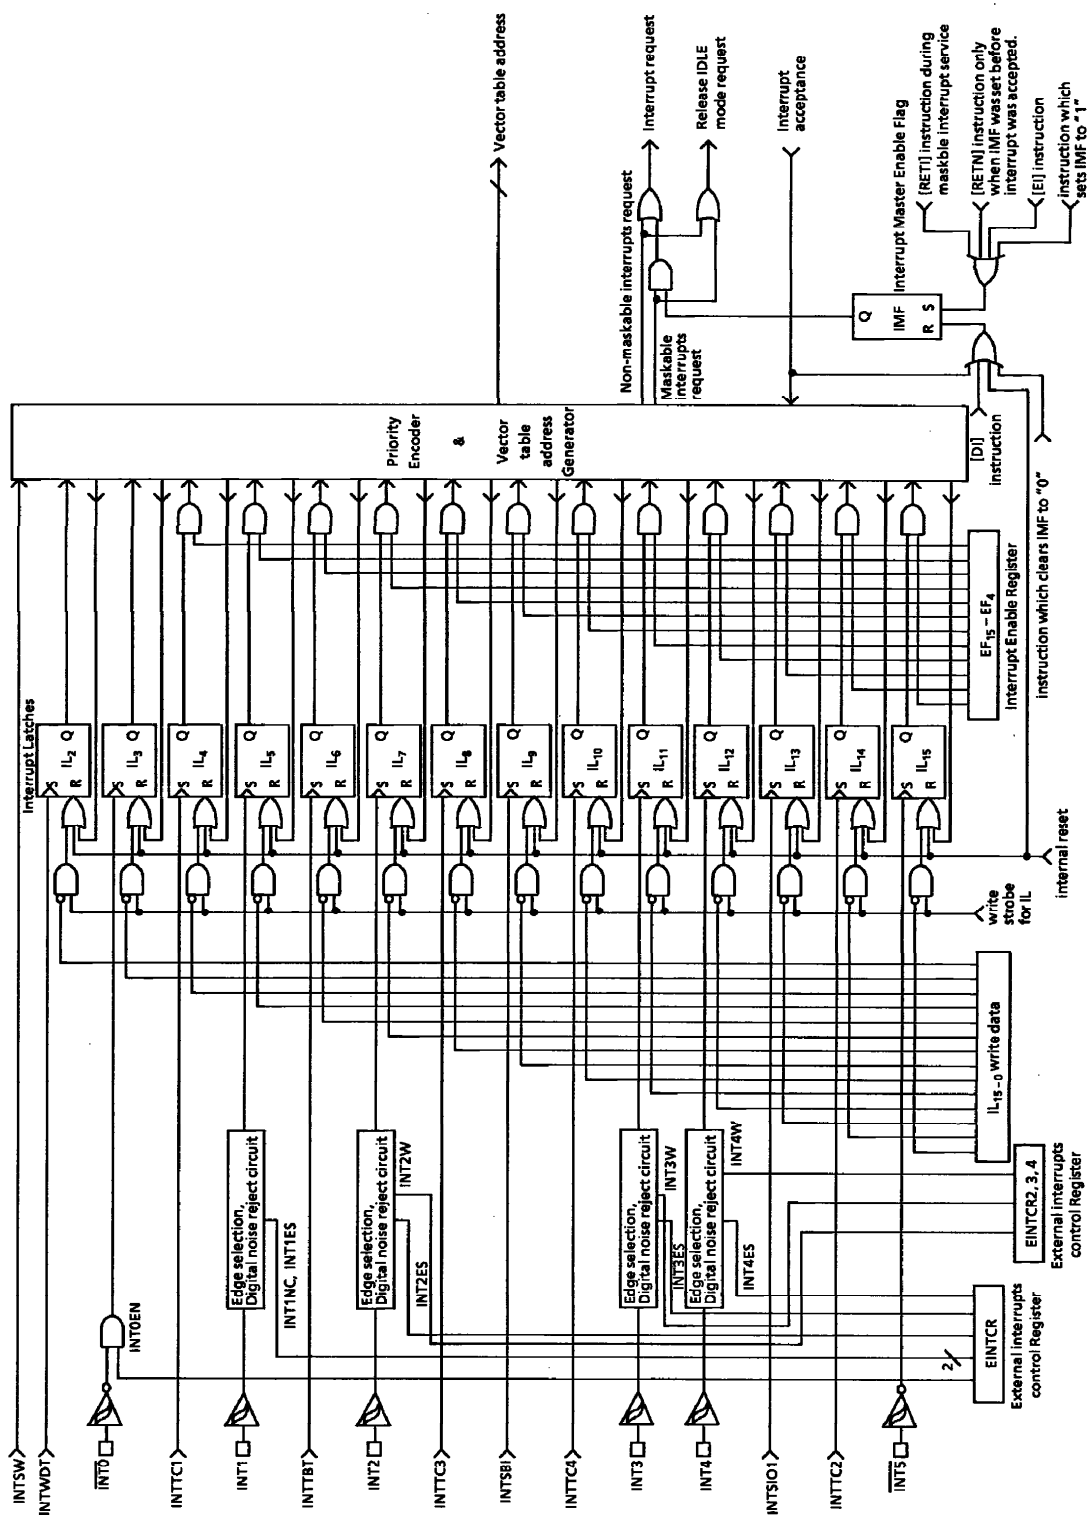 Vector table address
Interrupt request
Release IDLE
mode request
Interrupt
acceptance
Non-maskable interrupts request
Maskable
interrupts
request
Interrupt Master Enable Flag
[RETI] instruction during
maskble interrupt service
[RETN] instruction only
when IMF was set before
interrupt was accepted.
[EI] instruction
instruction which
sets IMF to "1"
Q
IMF
R S
Priority
Encoder
&
Vector
table
address
Generator
[DI]
instruction
instruction which clears IMF to "0"
EF15 – EF4
Interrupt Enable Register
Interrupt Latches
S Q
IL2
R
S Q
IL3
R
S Q
IL4
R
S Q
IL5
R
S Q
IL6
R
S Q
IL7
R
S Q
IL8
R
S Q
IL9
R
S Q
IL10
R
S Q
IL11
R
S Q
IL12
R
S Q
IL13
R
S Q
IL14
R
S Q
IL15
R
internal reset
write
strobe
for IL
IL15–0 write data
Edge selection,
Digital noise reject circuit
INT1NC, INT1ES
Edge selection,
Digital noise reject circuit
INT2W
INT2ES
Edge selection,
Digital noise reject circuit
INT3W
INT3ES
Edge selection,
Digital noise reject circuit
INT4W
INT4ES
EINTCR2, 3, 4
External interrupts
control Register
INT0EN
2
EINTCR
External interrupts
control Register
INTSW
INTWDT
INT0
INTTC1
INT1
INTTBT
INT2
INTTC3
INTSBI
INTTC4
INT3
INT4
INTSIO1
INTTC2
INT5